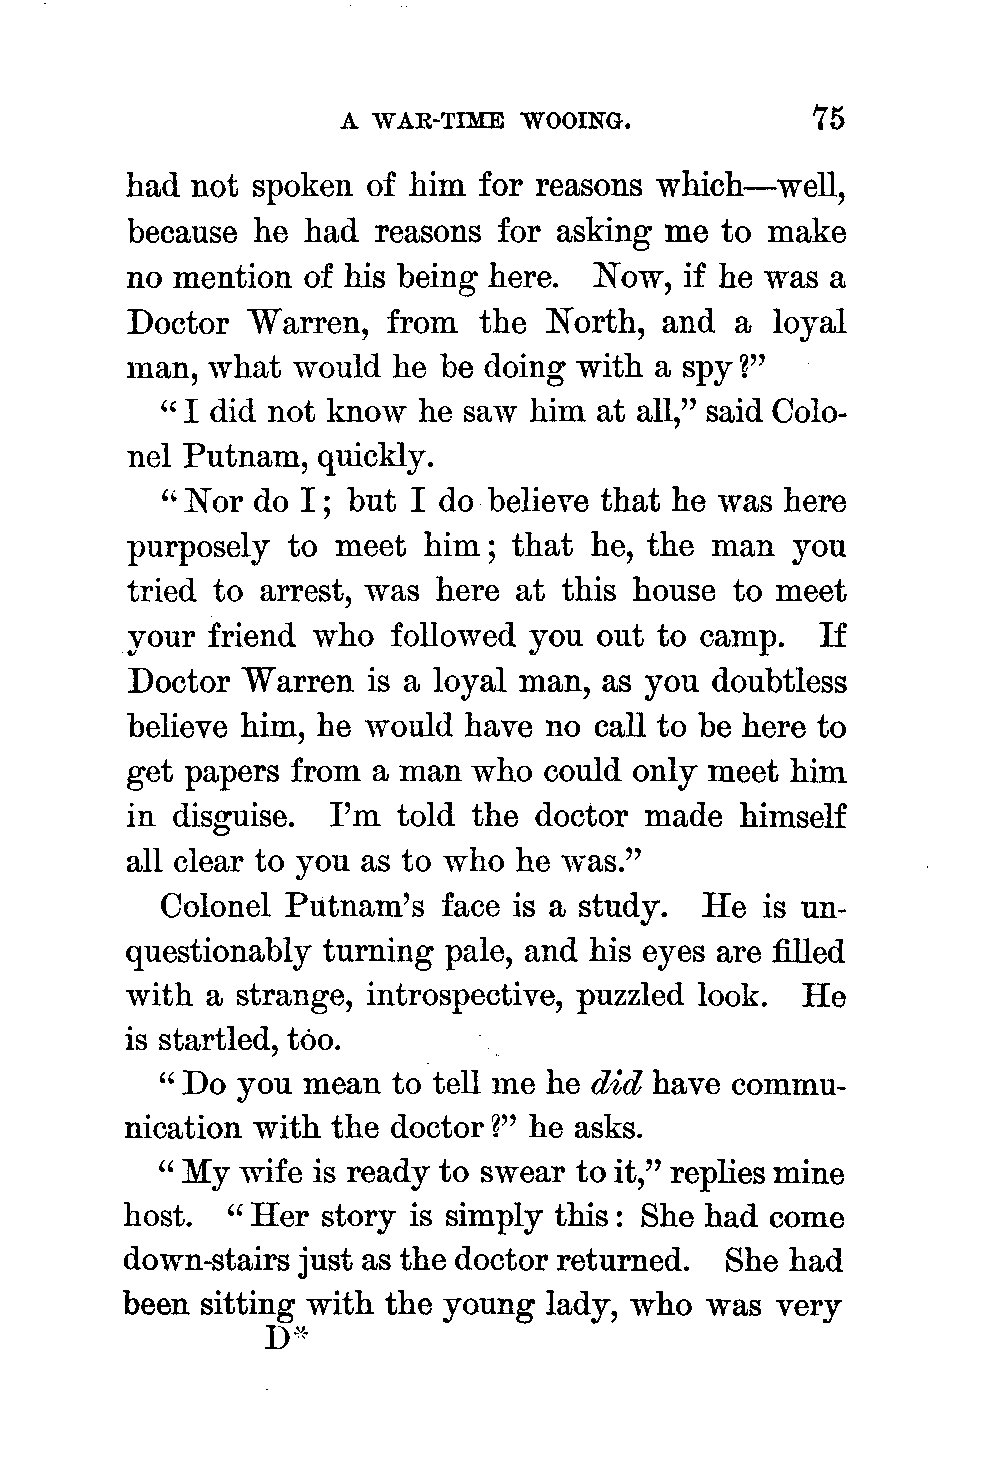 A WAR-TIME WOOING. 75
had not spoken of him for reasons which—well,
because he had reasons for asking me to make
no mention of his being here. Now, if he was a
Doctor Warren, from the North, and a loyal
man, what would he be doing with a spy?”
“I did not know he saw him at all,” said Colo-
nel Putnam, quickly.
“Nor do I; but I do believe that he was here
purposely to meet him; that he, the man you
tried to arrest, was here at this house to meet
your friend who followed you out to camp. If
Doctor Warren is a loyal man, as you doubtless
believe him, he would have no call to be here to
get papers from a man who could only meet him
in disguise. I’m told the doctor made himself
all clear to you as to who he was.”
Colonel Putnam’s face is a study. He is un-
questionably turning pale, and his eyes are filled
with a strange, introspective, puzzled look. He
is startled, too.
“Do you mean to tell me he did have commu-
nication with the doctor?” he asks.
“My wife is ready to swear to it,” replies mine
host. “Her story is simply this: She had come
down-stairs just as the doctor returned. She had
been sitting with the young lady, who was very
D*